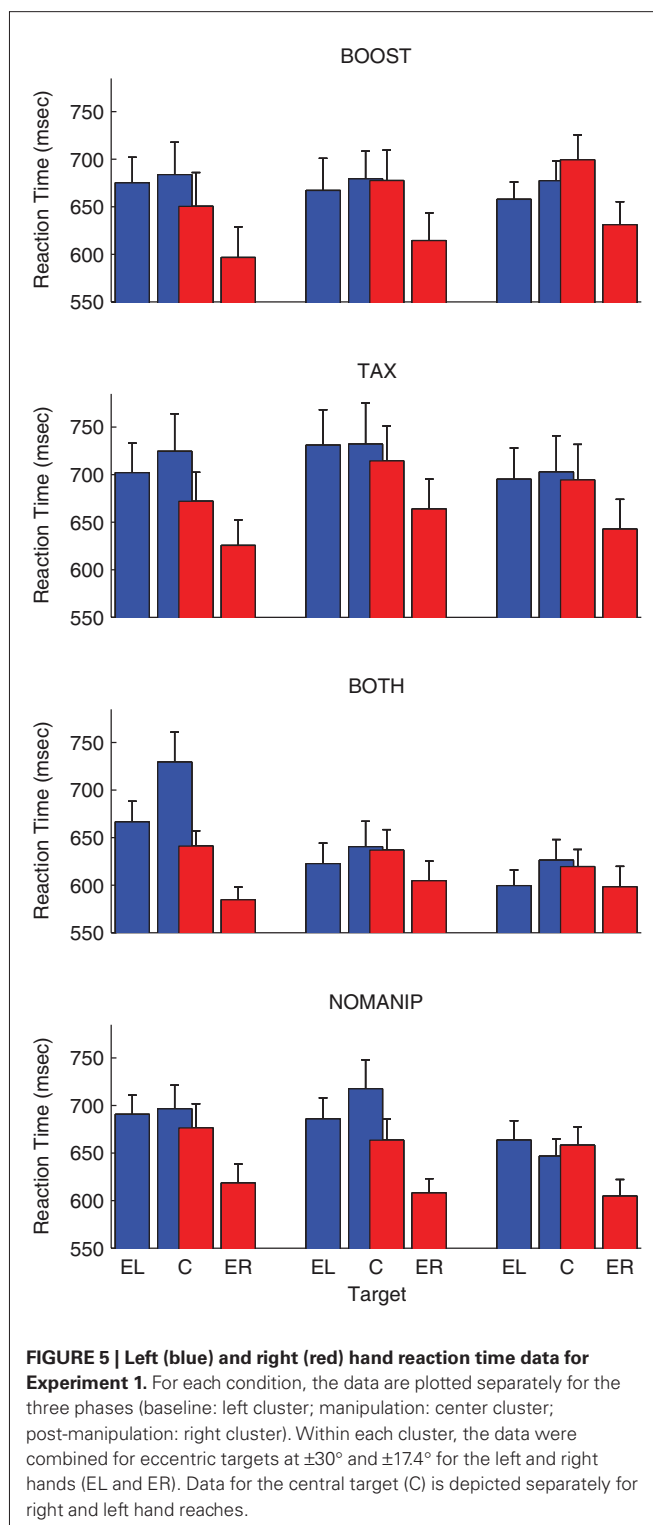 BOOST
Reaction Time (msec)
750
700
650
600
550
TAX
Reaction Time (msec)
750
700
650
600
550
BOTH
Reaction Time (msec)
750
700
650
600
550
NOMANIP
Reaction Time (msec)
750
700
650
600
550
EL C ER EL C ER EL C ER
Target
FIGURE 5 | Left (blue) and right (red) hand reaction time data for
Experiment 1. For each condition, the data are plotted separately for the
three phases (baseline: left cluster; manipulation: center cluster;
post-manipulation: right cluster). Within each cluster, the data were
combined for eccentric targets at ±30° and ±17.4° for the left and right
hands (EL and ER). Data for the central target (C) is depicted separately for
right and left hand reaches.